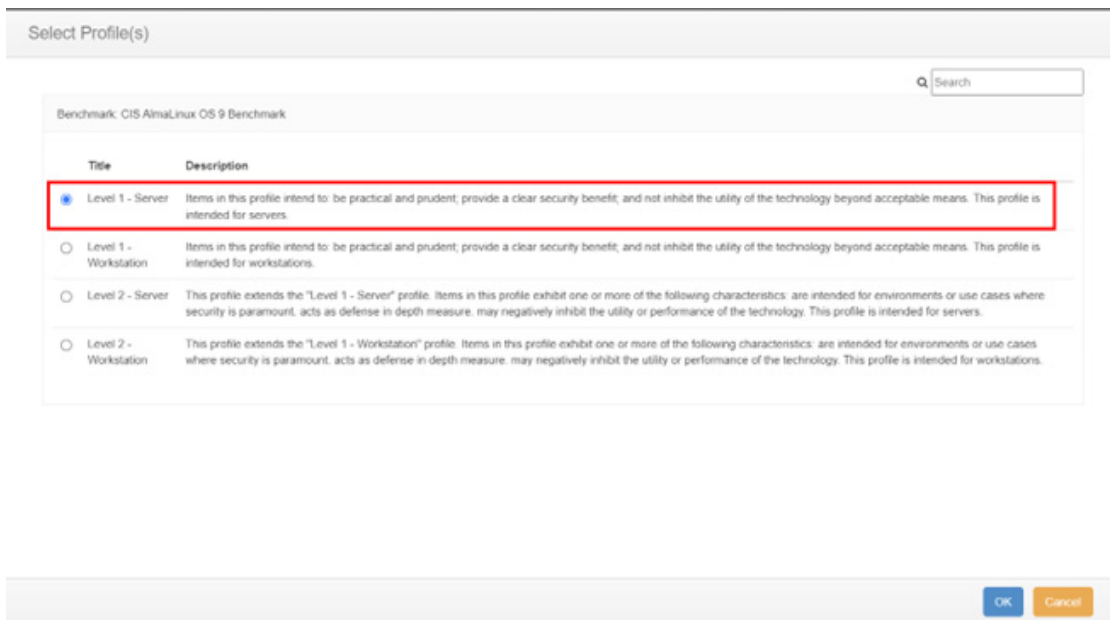 Select Profile(s)
Search
Benchmark: CIS AlmaLinux OS 9 Benchmark
Title Description
Level 1 - Server Items in this profile intend to: be practical and prudent; provide a clear security benefit; and not inhibit the utility of the technology beyond acceptable means. This profile is
intended for servers.
Level 1 - Items in this profile intend to: be practical and prudent; provide a clear security benefit; and not inhibit the utility of the technology beyond acceptable means. This profile is
Workstation intended for workstations.
Level 2 - Server This profile extends the "Level 1 - Server" profile. Items in this profile exhibit one or more of the following characteristics: are intended for environments or use cases where
security is paramount. acts as defense in depth measure. may negatively inhibit the utility or performance of the technology. This profile is intended for servers.
Level 2 - This profile extends the "Level 1 - Workstation" profile. Items in this profile exhibit one or more of the following characteristics: are intended for environments or use cases
Workstation where security is paramount. acts as defense in depth measure. may negatively inhibit the utility or performance of the technology. This profile is intended for workstations.
OK Cancel